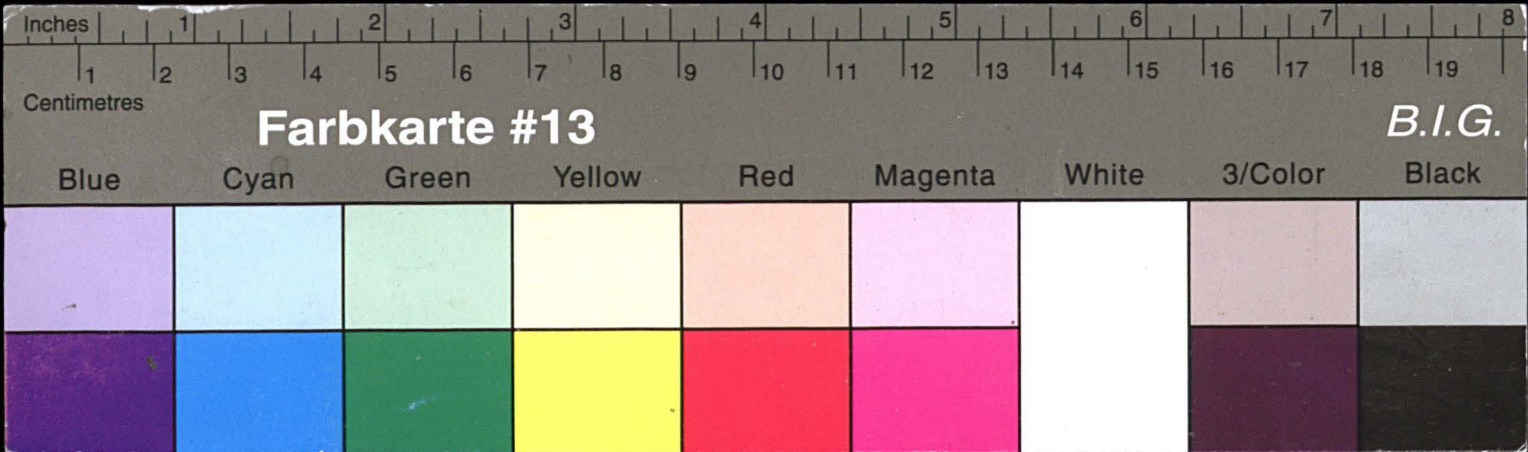 Inches 1 2 3 4 5 6 7 8
1 2 3 4 5 6 7 8 9 10 11 12 13 14 15 16 17 18 19
Centimetres
Farbkarte #13 B.I.G.
Blue Cyan Green Yellow Red Magenta White 3/Color Black